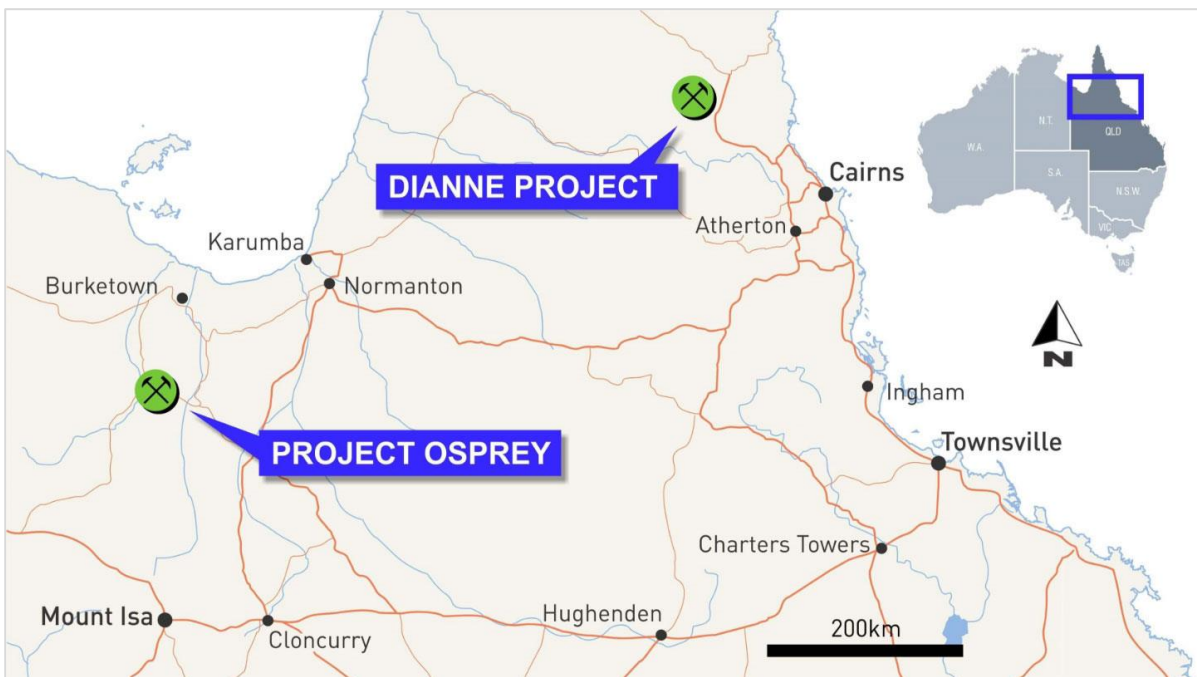 DIANNE PROJECT
Cairns
Atherton
Karumba
Burketown
Normanton
Ingham
PROJECT OSPREY
Townsville
Charters Towers
Mount Isa
Cloncurry
Hughenden
200km
W.A.
N.T.
QLD
S.A.
N.S.W.
VIC
TAS
N